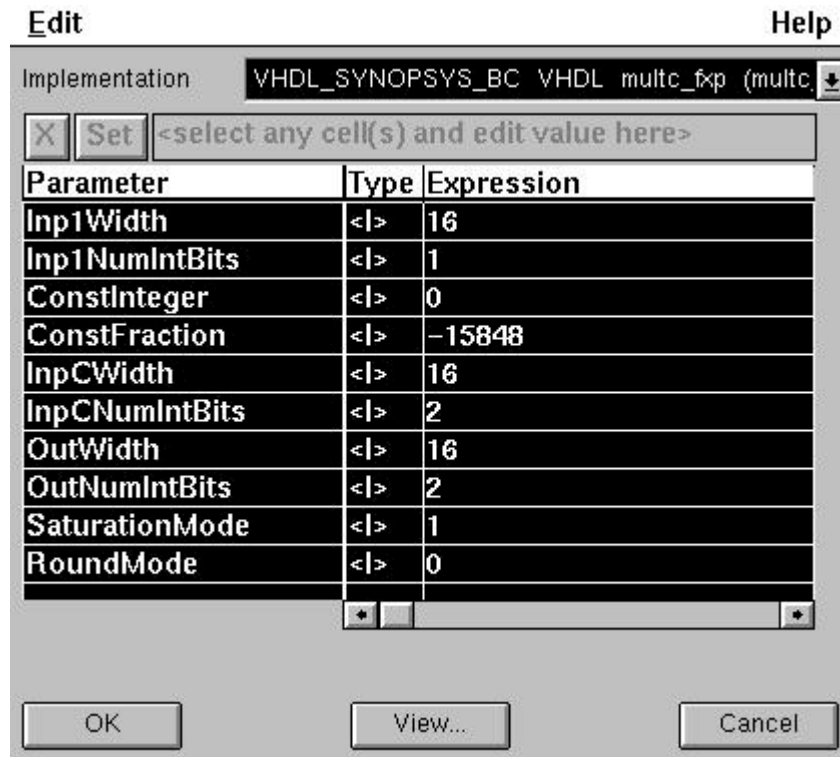 Edit Help
Implementation VHDL_SYNOPSYS_BC VHDL multc_fxp (multc_
X Set <select any cell(s) and edit value here>
Parameter Type Expression
Inp1Width <I> 16
Inp1NumIntBits <I> 1
ConstInteger <I> 0
ConstFraction <I> -15848
InpCWidth <I> 16
InpCNumIntBits <I> 2
OutWidth <I> 16
OutNumIntBits <I> 2
SaturationMode <I> 1
RoundMode <I> 0
OK View... Cancel